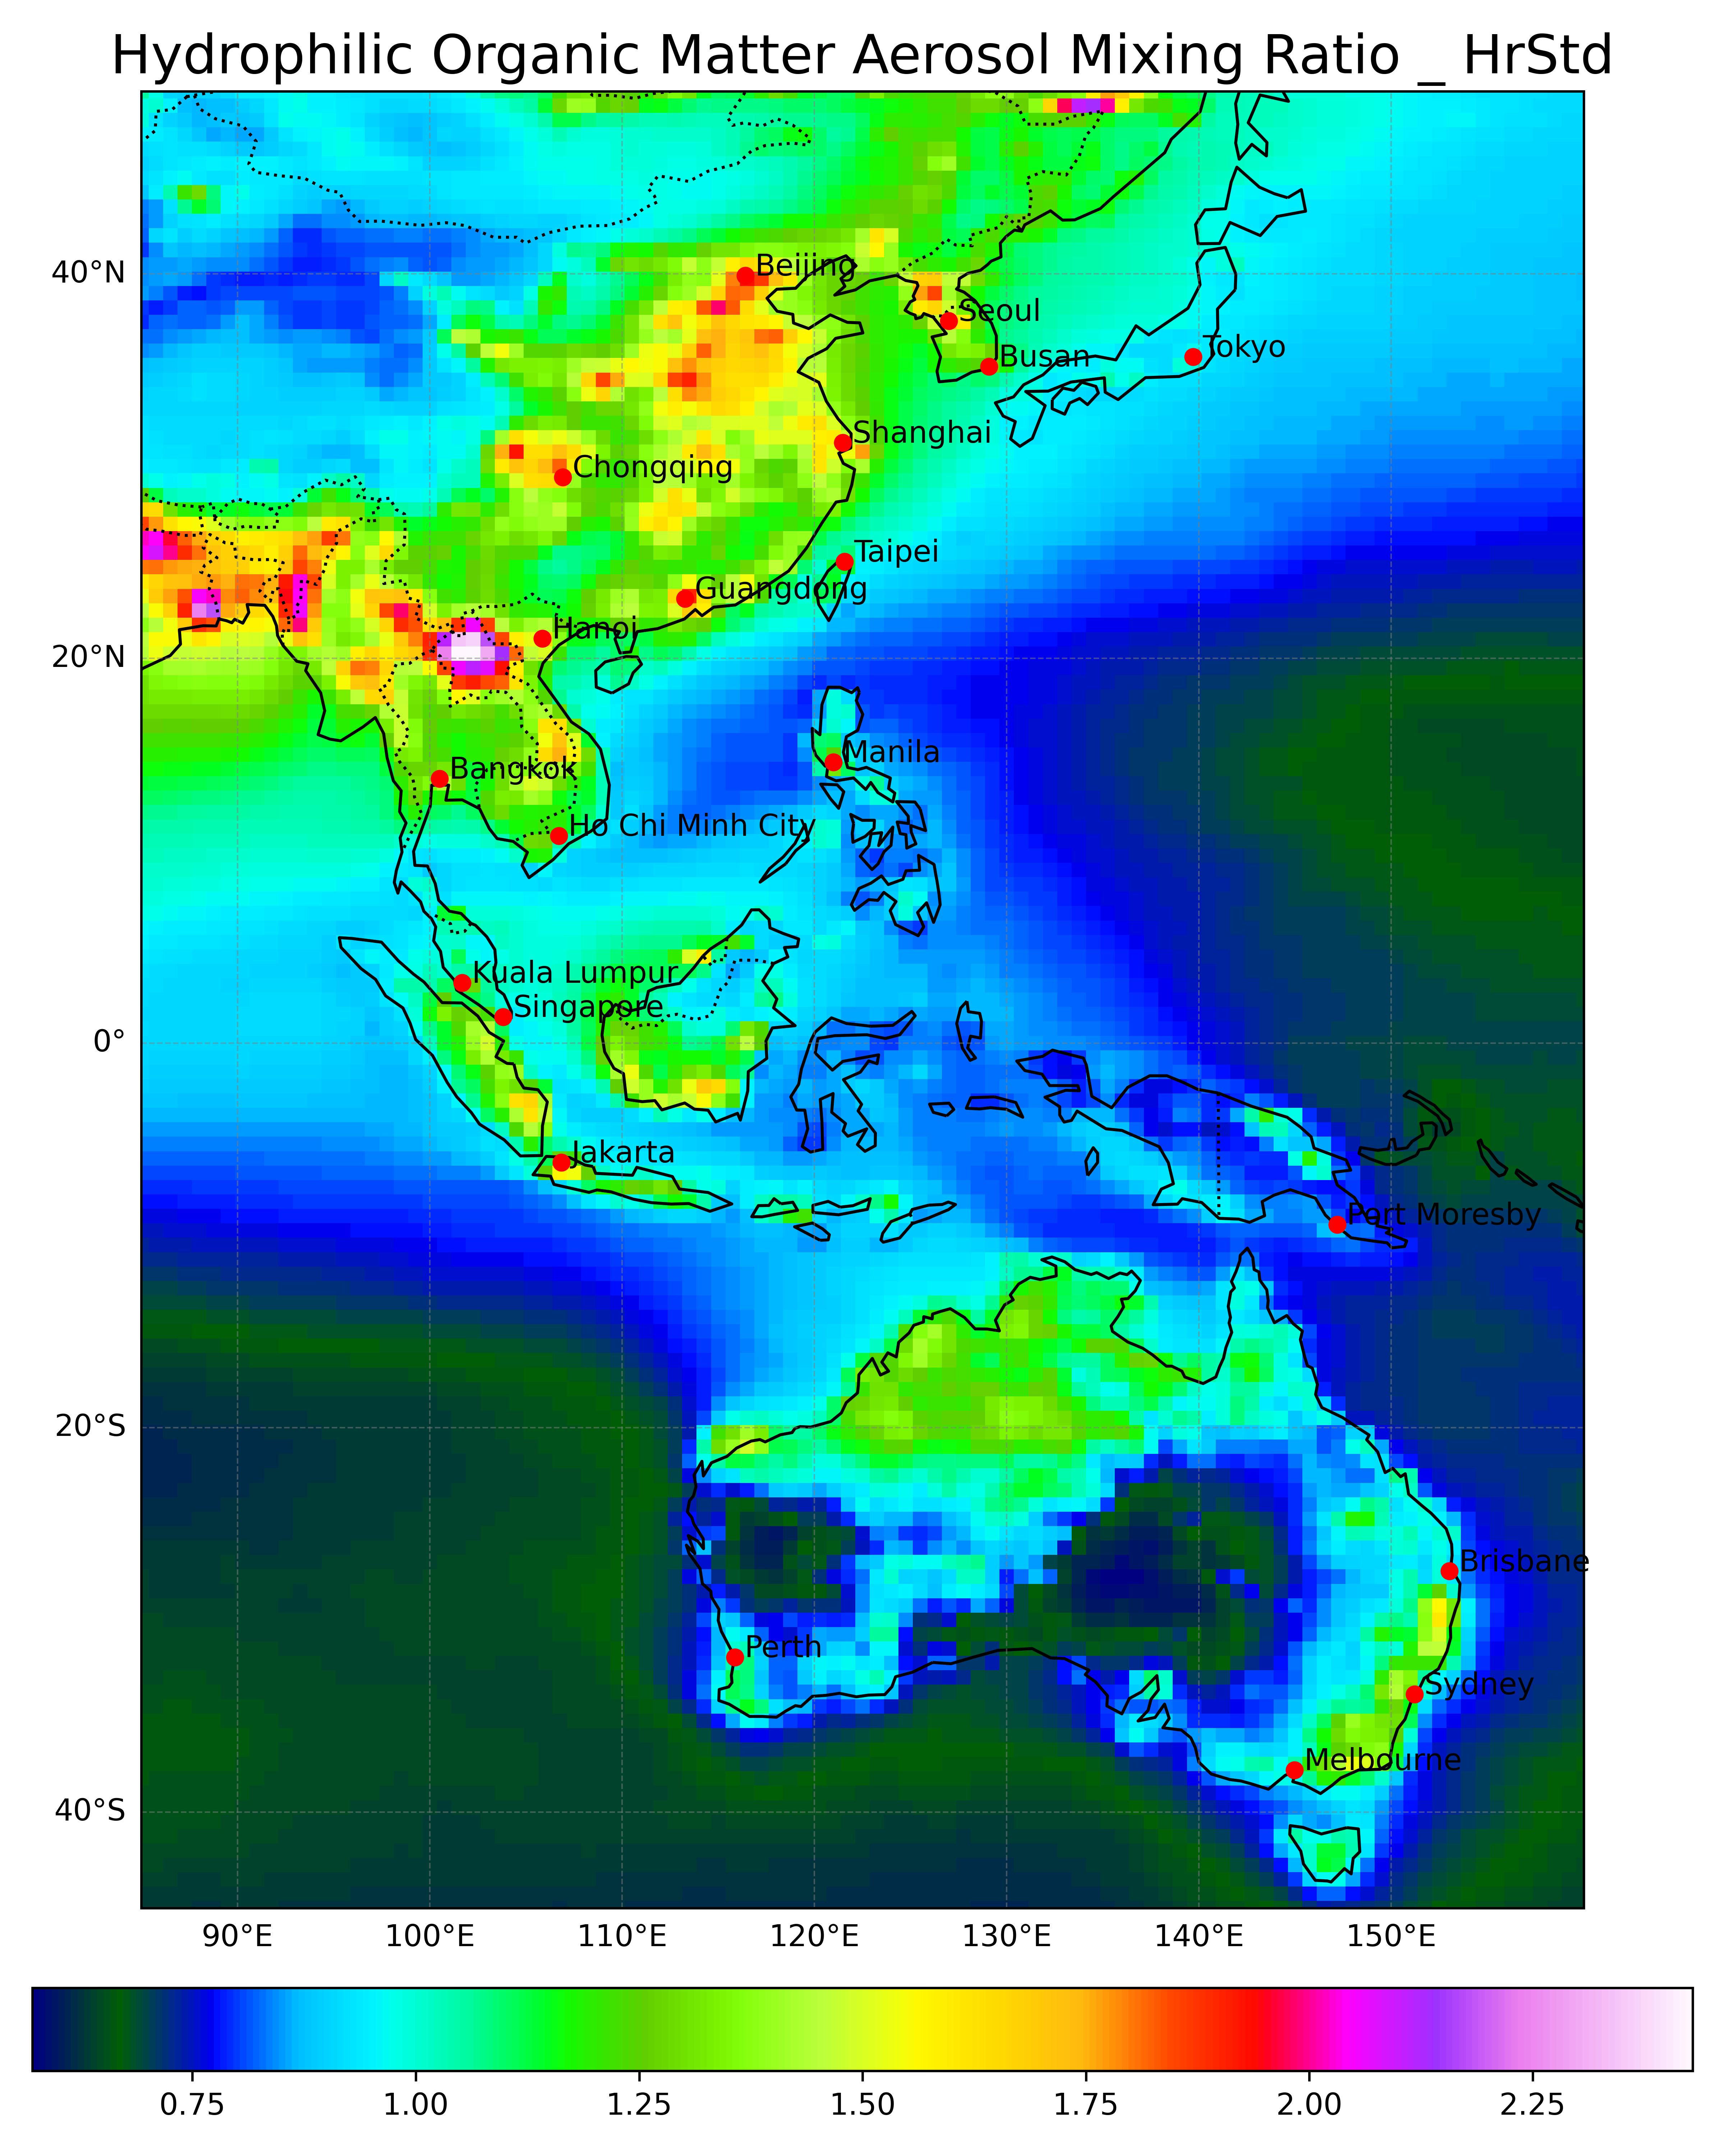 Hydrophilic Organic Matter Aerosol Mixing Ratio _ HrStd
40°N
20°N
0°
20°S
40°S
Beijing
Seoul
Busan
Tokyo
Shanghai
Chongqing
Taipei
Guangdong
Hanoi
Manila
Bangkok
Ho Chi Minh City
Kuala Lumpur
Singapore
Jakarta
Port Moresby
Brisbane
Perth
Sydney
Melbourne
90°E 100°E 110°E 120°E 130°E 140°E 150°E
0.75 1.00 1.25 1.50 1.75 2.00 2.25